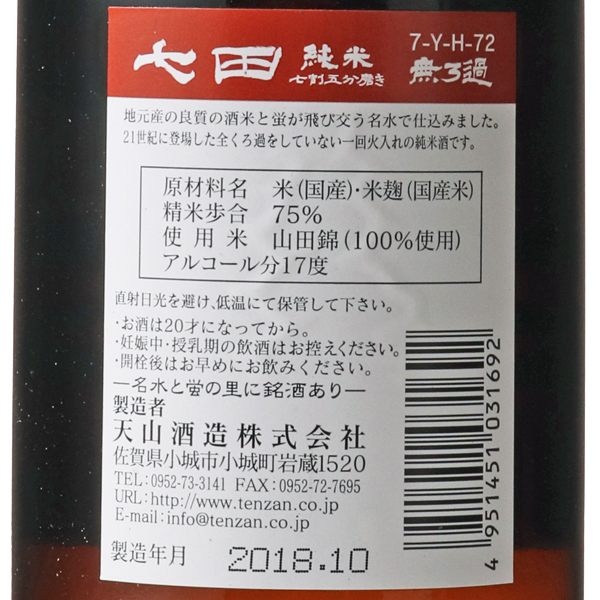 七田 純米 7-Y-H-72
七割五分磨き 無ろ過
地元産の良質の酒米と蛍が飛び交う名水で仕込みました。
21世紀に登場した全くろ過をしていない一回火入れの純米酒です。
原材料名 米(国産)・米麹(国産米)
精米歩合 75%
使用米 山田錦(100%使用)
アルコール分17度
直射日光を避け、低温にて保管して下さい。
・お酒は20才になってから。
・妊娠中・授乳期の飲酒はお控えください。
・開栓後はお早めにお飲みください。
—名水と蛍の里に銘酒あり—
製造者
天山酒造株式会社
佐賀県小城市小城町岩蔵1520
TEL:0952-73-3141 FAX:0952-72-7695
URL:http://www.tenzan.co.jp
E-mail:info@tenzan.co.jp
製造年月 2018.10
4 951451 031692